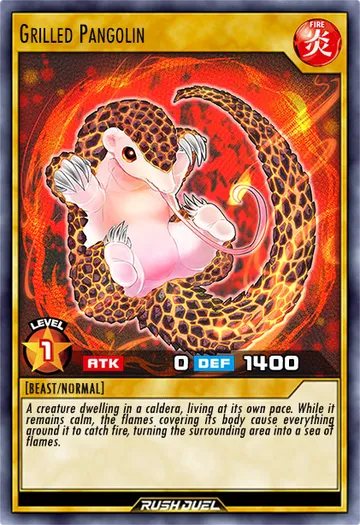 GRILLED PANGOLIN
FIRE
炎
LEVEL
1
ATK 0 DEF 1400
[BEAST/NORMAL]
A creature dwelling in a caldera, living at its own pace. While it
remains calm, the flames covering its body cause everything
around it to catch fire, turning the surrounding area into a sea of
flames.
RUSH DUEL